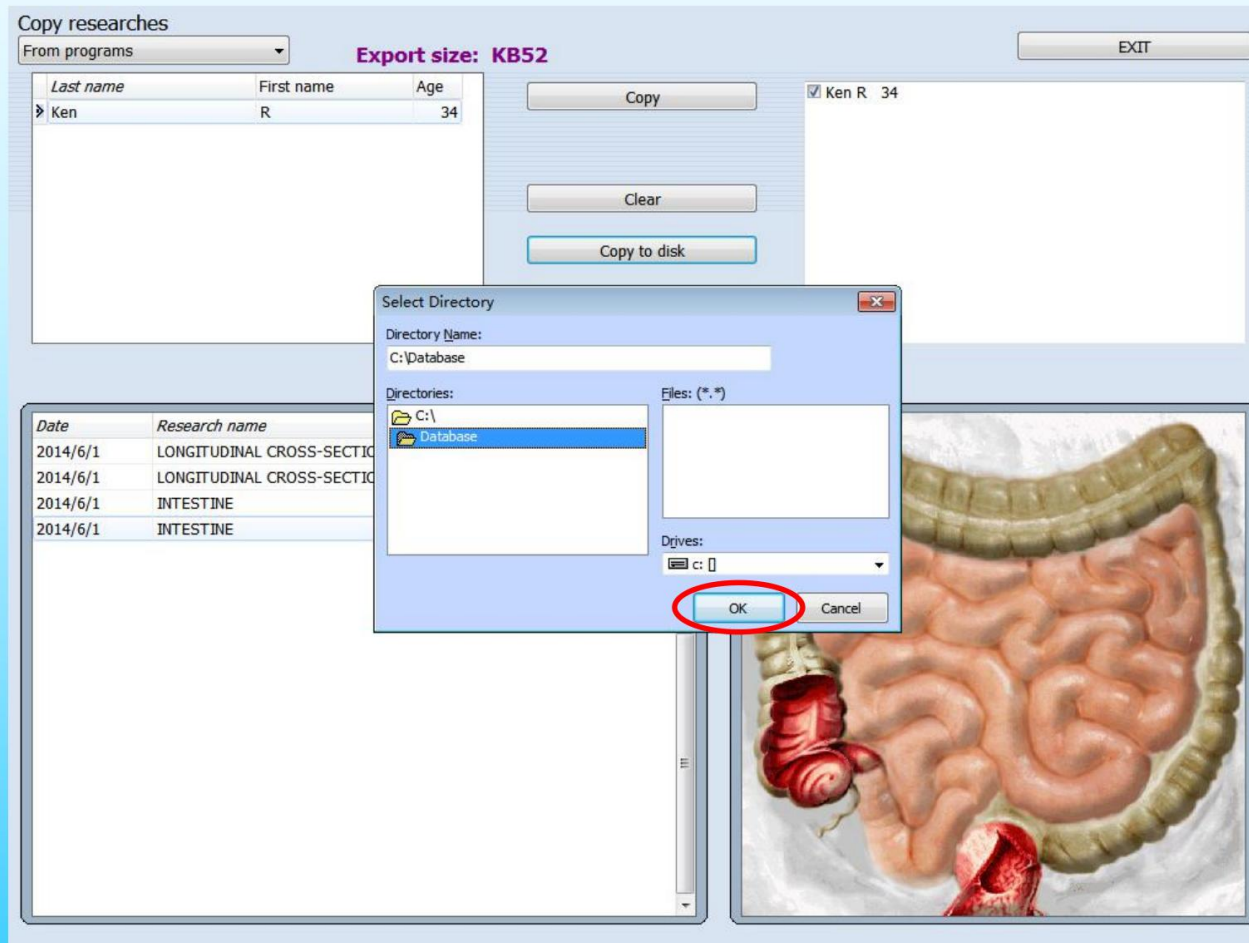 Copy researches
From programs
Export size: KB52
EXIT
Last name First name Age
Ken R 34
Copy
Clear
Copy to disk
Ken R 34
Select Directory
Directory Name:
C:\Database
Directories:
C:\
Database
Files: (*.*)
Drives:
c: []
OK
Cancel
Date Research name
2014/6/1 LONGITUDINAL CROSS-SECTIO
2014/6/1 LONGITUDINAL CROSS-SECTIO
2014/6/1 INTESTINE
2014/6/1 INTESTINE